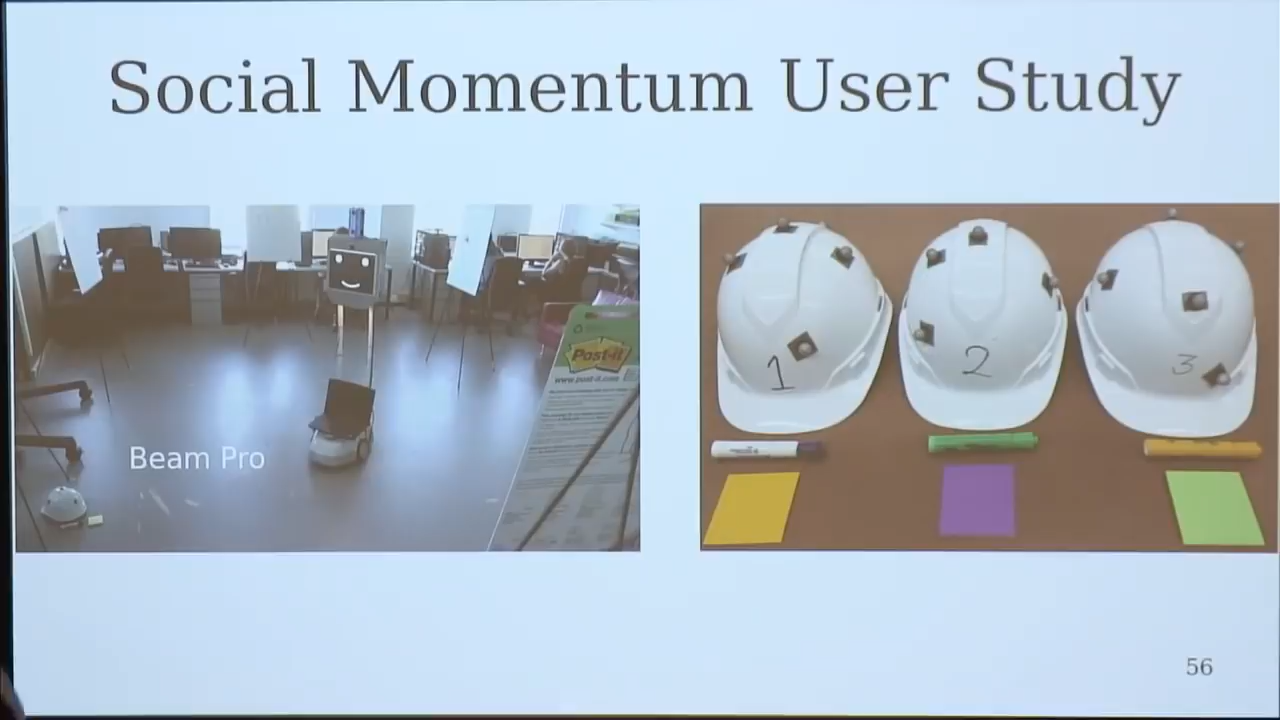 Social Momentum User Study
Post-it
www.post-it.com
Beam Pro
1
2
3
56